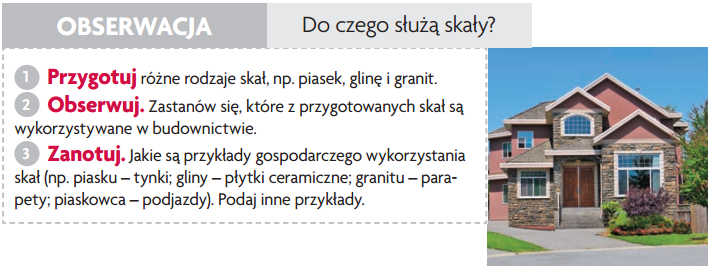 OBSERWACJA
Do czego służą skały?
1 Przygotuj różne rodzaje skał, np. piasek, glinę i granit.
2 Obserwuj. Zastanów się, które z przygotowanych skał są
wykorzystywane w budownictwie.
3 Zanotuj. Jakie są przykłady gospodarczego wykorzystania
skał (np. piasku – tynki; gliny – płytki ceramiczne; granitu – para-
pety; piaskowca – podjazdy). Podaj inne przykłady.